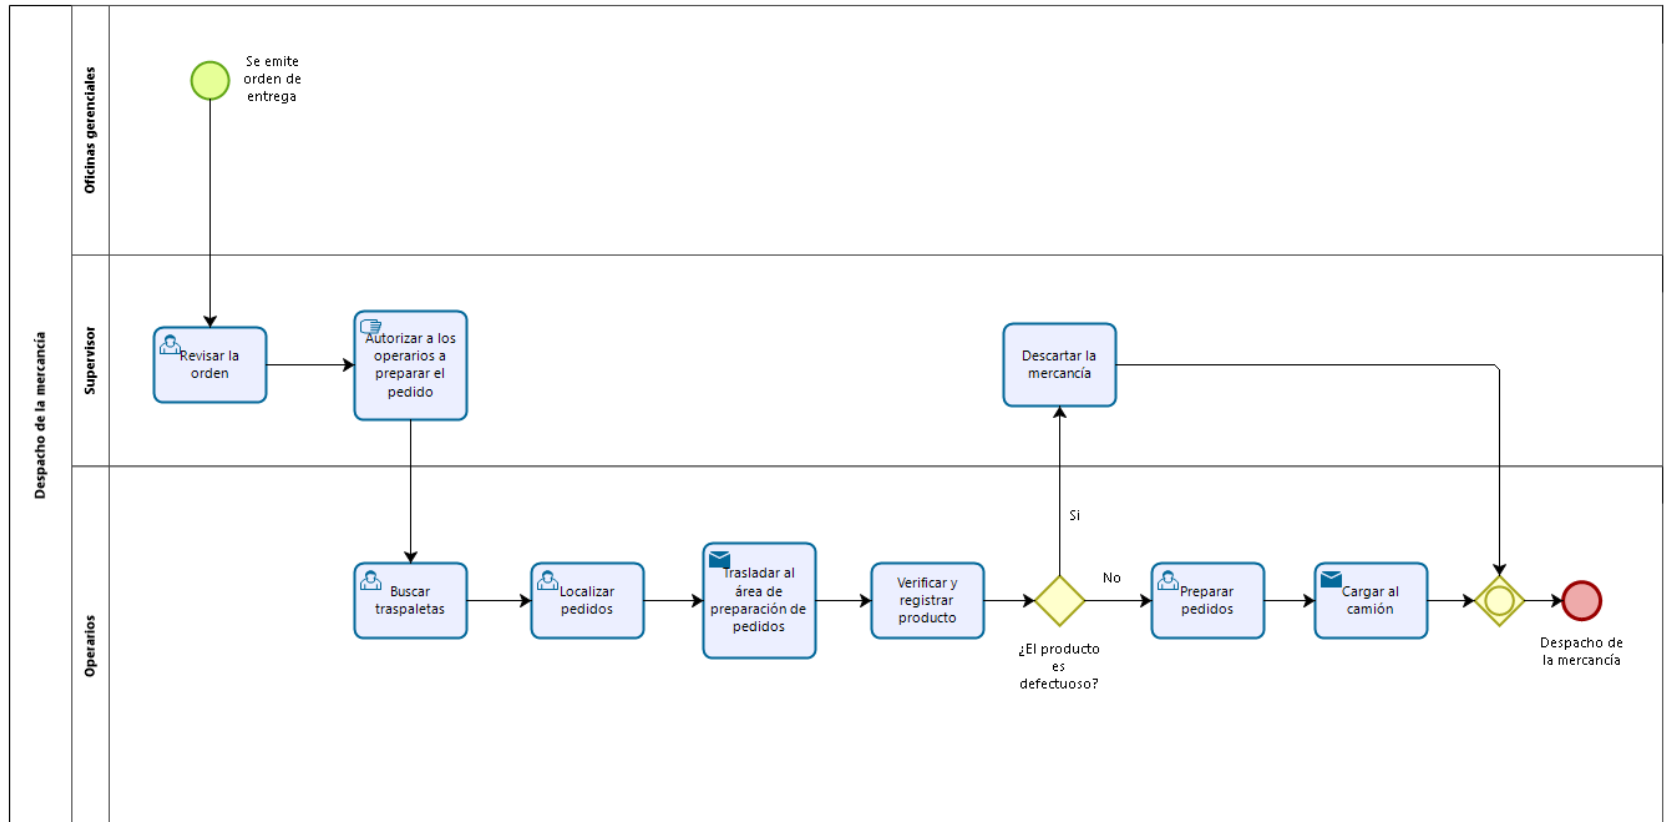 Despacho de la mercancía
Oficinas gerenciales
Se emite
orden de
entrega
Supervisor
Revisar la
orden
Autorizar a los
operarios a
preparar el
pedido
Descartar la
mercancía
Operarios
Buscar
traspaletas
Localizar
pedidos
Trasladar al
área de
preparación de
pedidos
Verificar y
registrar
producto
¿El producto
es
defectuoso?
Si
No
Preparar
pedidos
Cargar al
camión
Despacho de
la mercancía